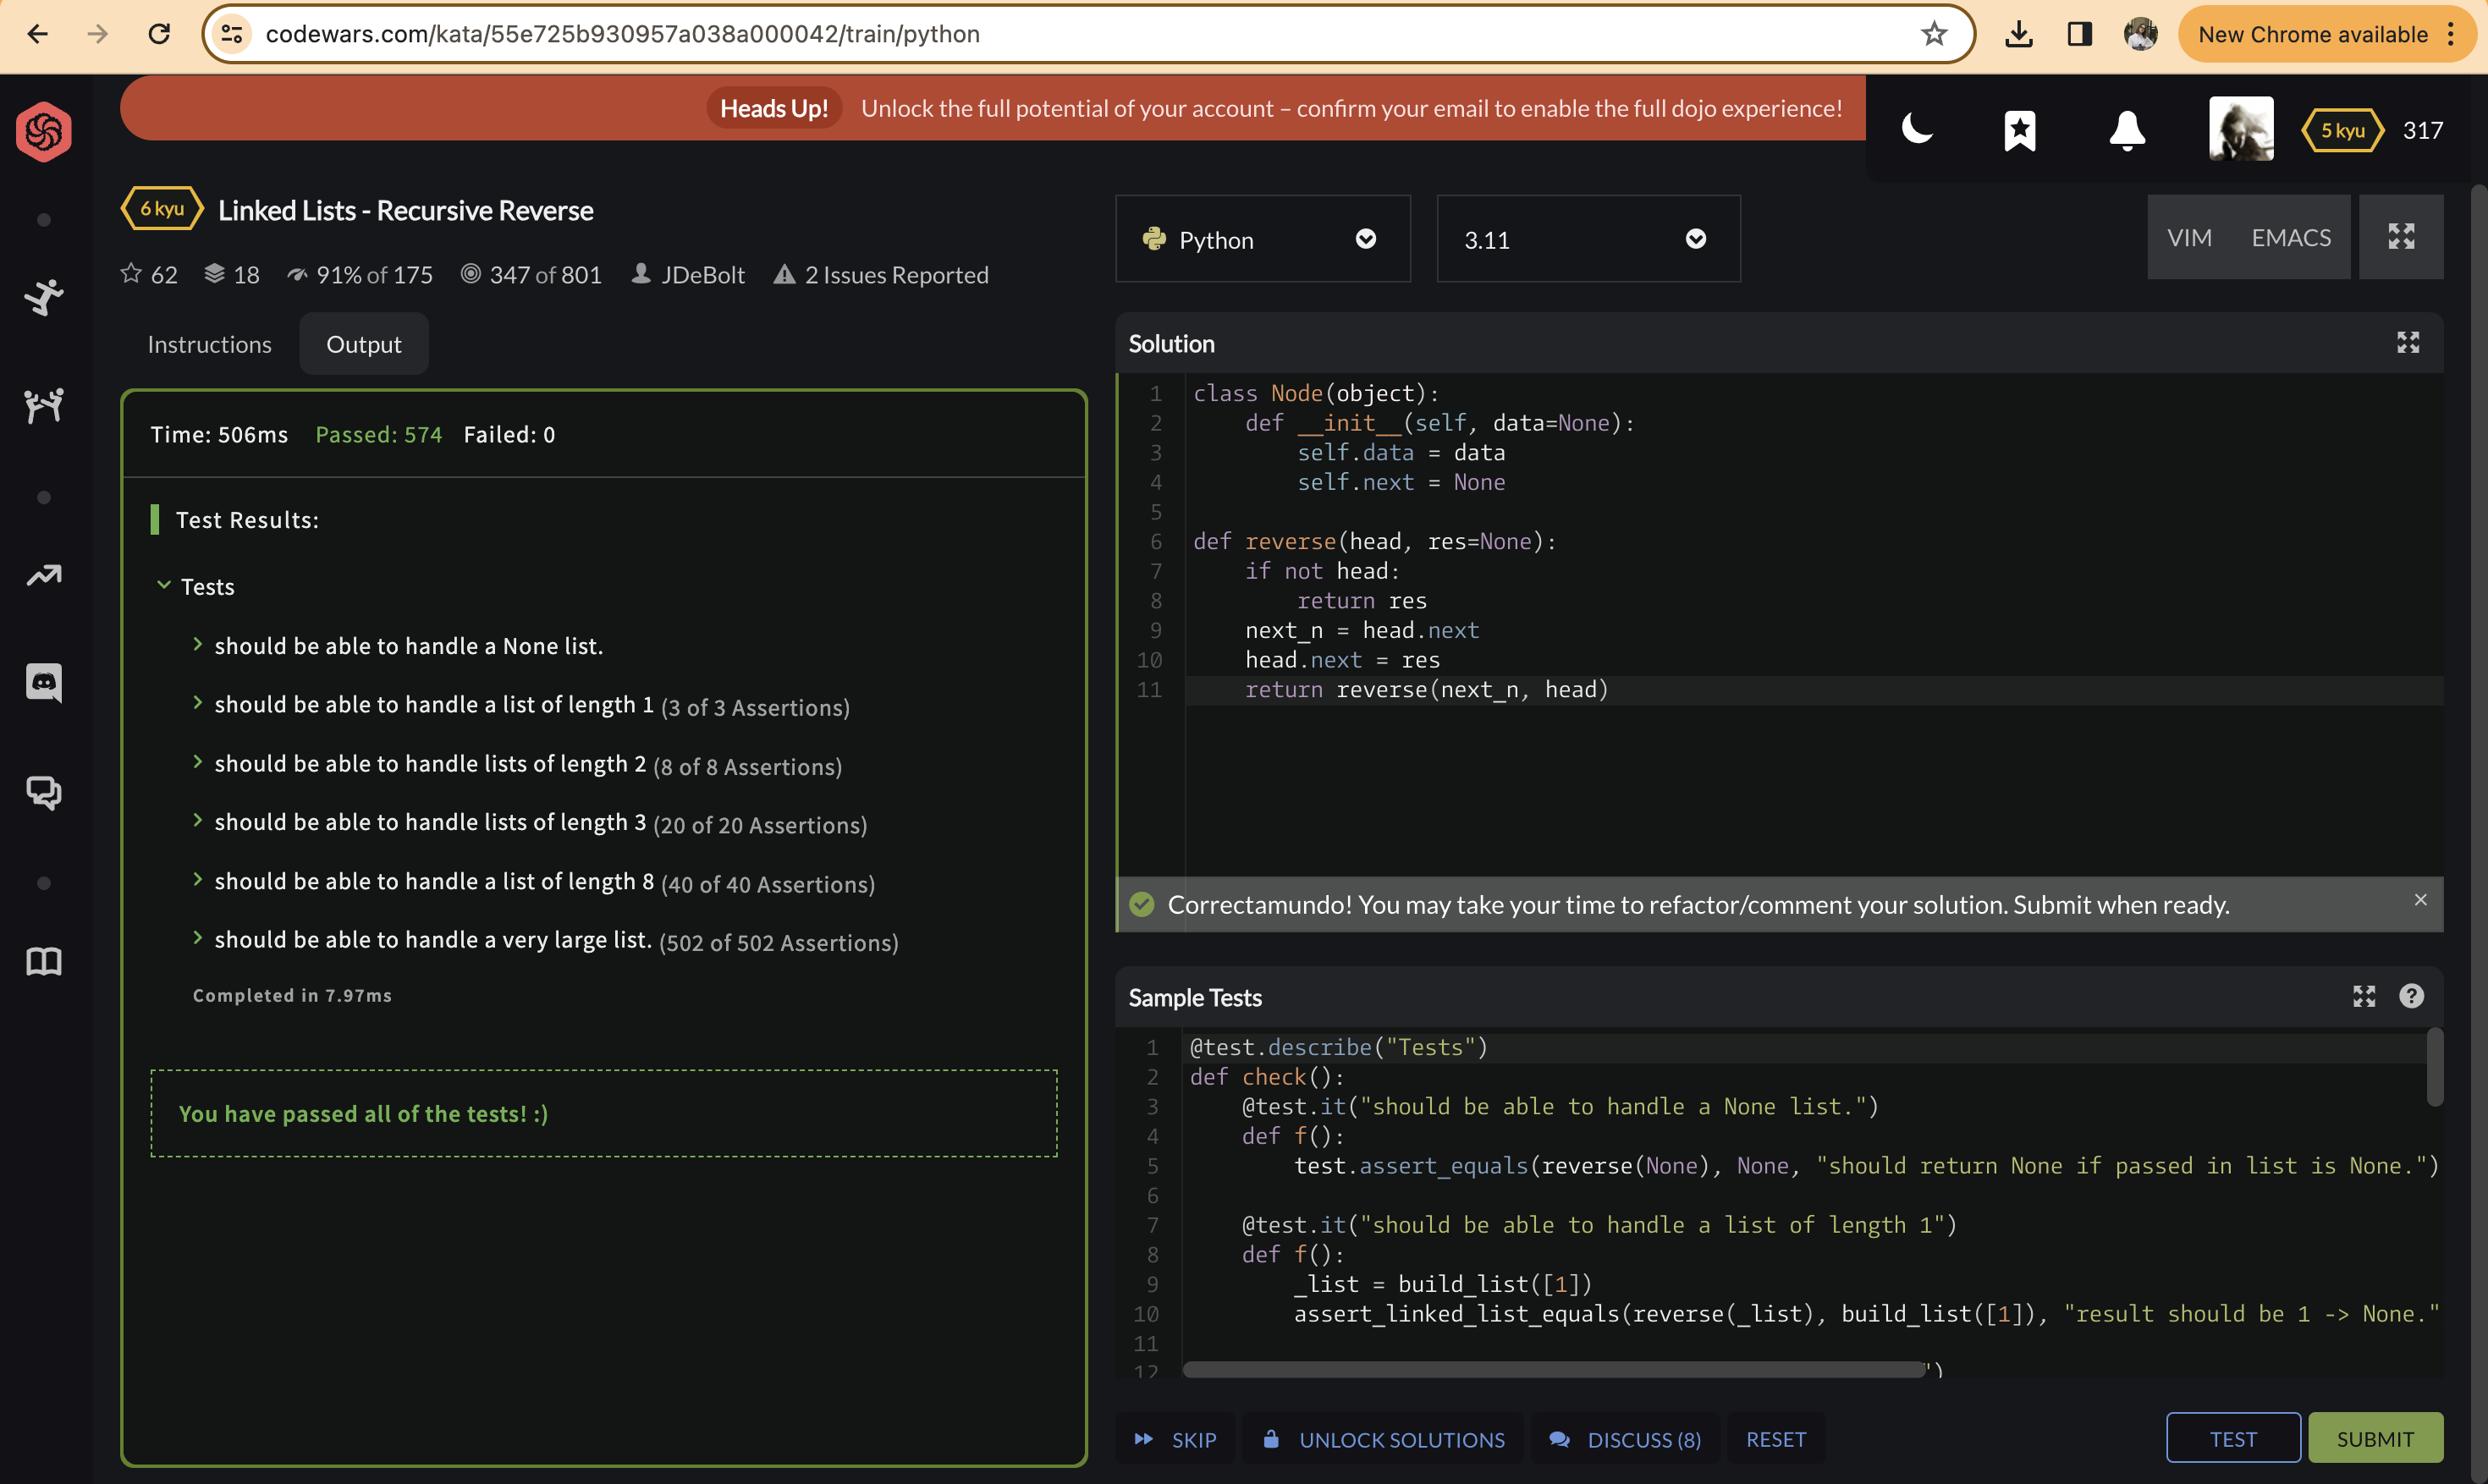 codewars.com/kata/55e725b930957a038a000042/train/python
New Chrome available
Heads Up! Unlock the full potential of your account – confirm your email to enable the full dojo experience!
5 kyu 317
6 kyu Linked Lists - Recursive Reverse
62 18 91% of 175 347 of 801 JDeBolt 2 Issues Reported
Instructions Output
Time: 506ms Passed: 574 Failed: 0
Test Results:
Tests
should be able to handle a None list.
should be able to handle a list of length 1 (3 of 3 Assertions)
should be able to handle lists of length 2 (8 of 8 Assertions)
should be able to handle lists of length 3 (20 of 20 Assertions)
should be able to handle a list of length 8 (40 of 40 Assertions)
should be able to handle a very large list. (502 of 502 Assertions)
Completed in 7.97ms
You have passed all of the tests! :)
Python 3.11 VIM EMACS
Solution
1 class Node(object):
2 def __init__(self, data=None):
3 self.data = data
4 self.next = None
5
6 def reverse(head, res=None):
7 if not head:
8 return res
9 next_n = head.next
10 head.next = res
11 return reverse(next_n, head)
Correctamundo! You may take your time to refactor/comment your solution. Submit when ready. ×
Sample Tests ?
1 @test.describe("Tests")
2 def check():
3 @test.it("should be able to handle a None list.")
4 def f():
5 test.assert_equals(reverse(None), None, "should return None if passed in list is None.")
6
7 @test.it("should be able to handle a list of length 1")
8 def f():
9 _list = build_list([1])
10 assert_linked_list_equals(reverse(_list), build_list([1]), "result should be 1 -> None."
11
12 ")
SKIP UNLOCK SOLUTIONS DISCUSS (8) RESET TEST SUBMIT